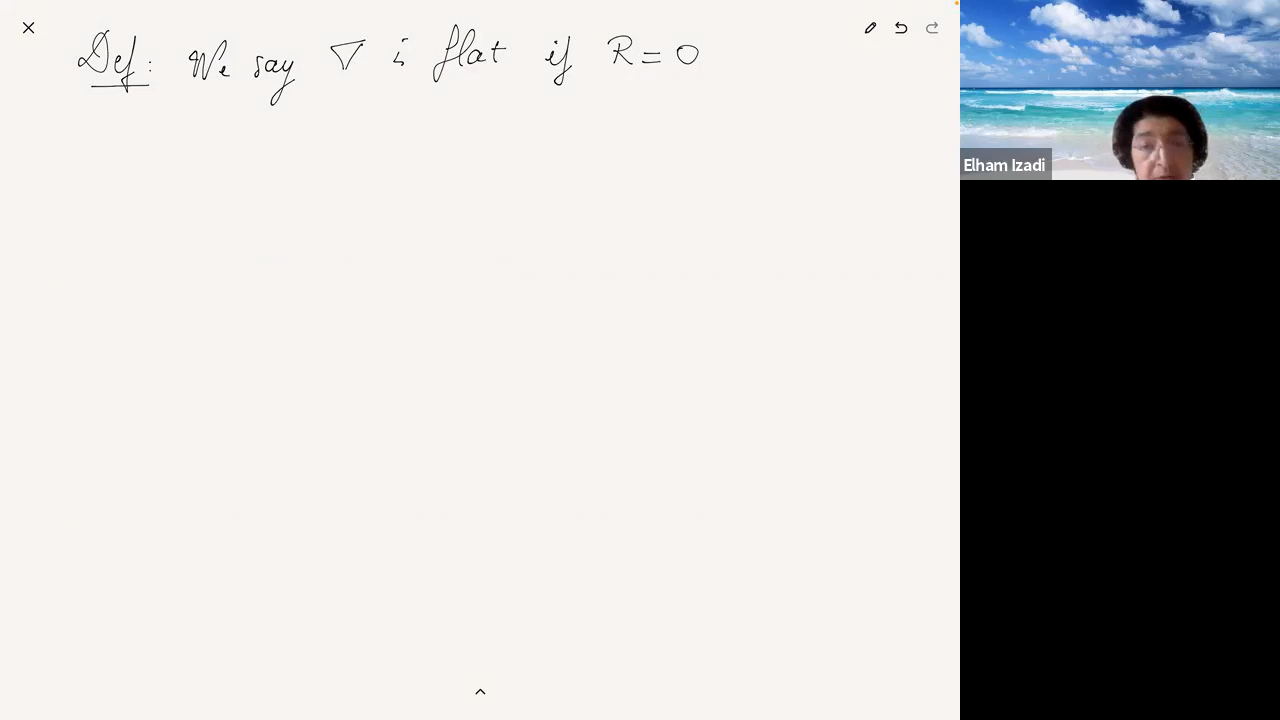 Def: We say ∇ is flat if R = 0
Elham Izadi